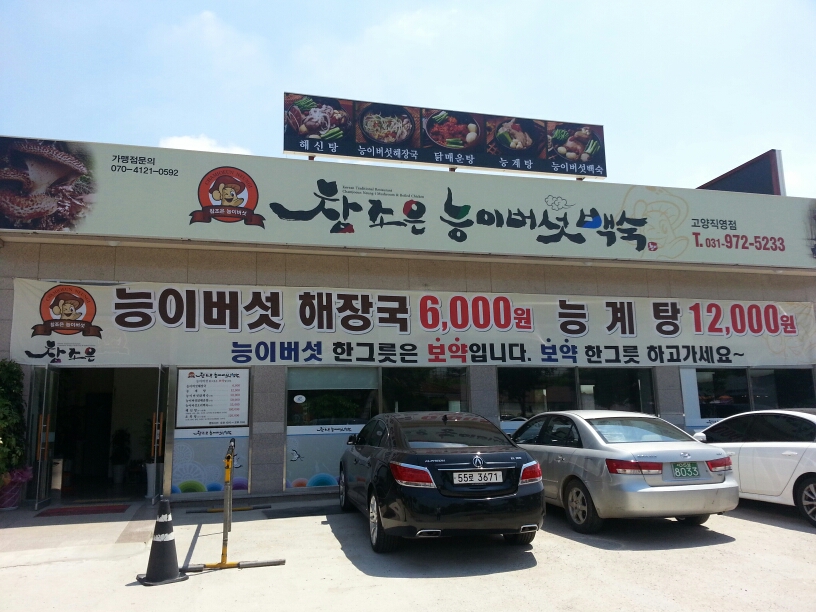 해신탕 능이버섯해장국 닭매운탕 능계탕 능이버섯백숙
가맹점문의
070-4121-0592
참조은 능이버섯
참조은 능이버섯백숙
고양직영점
T. 031-972-5233
능이버섯 해장국 6,000원 능계탕 12,000원
참조은 능이버섯
참조은
능이버섯 한그릇은 보약입니다. 보약 한그릇 하고가세요~
55로 3671
8033